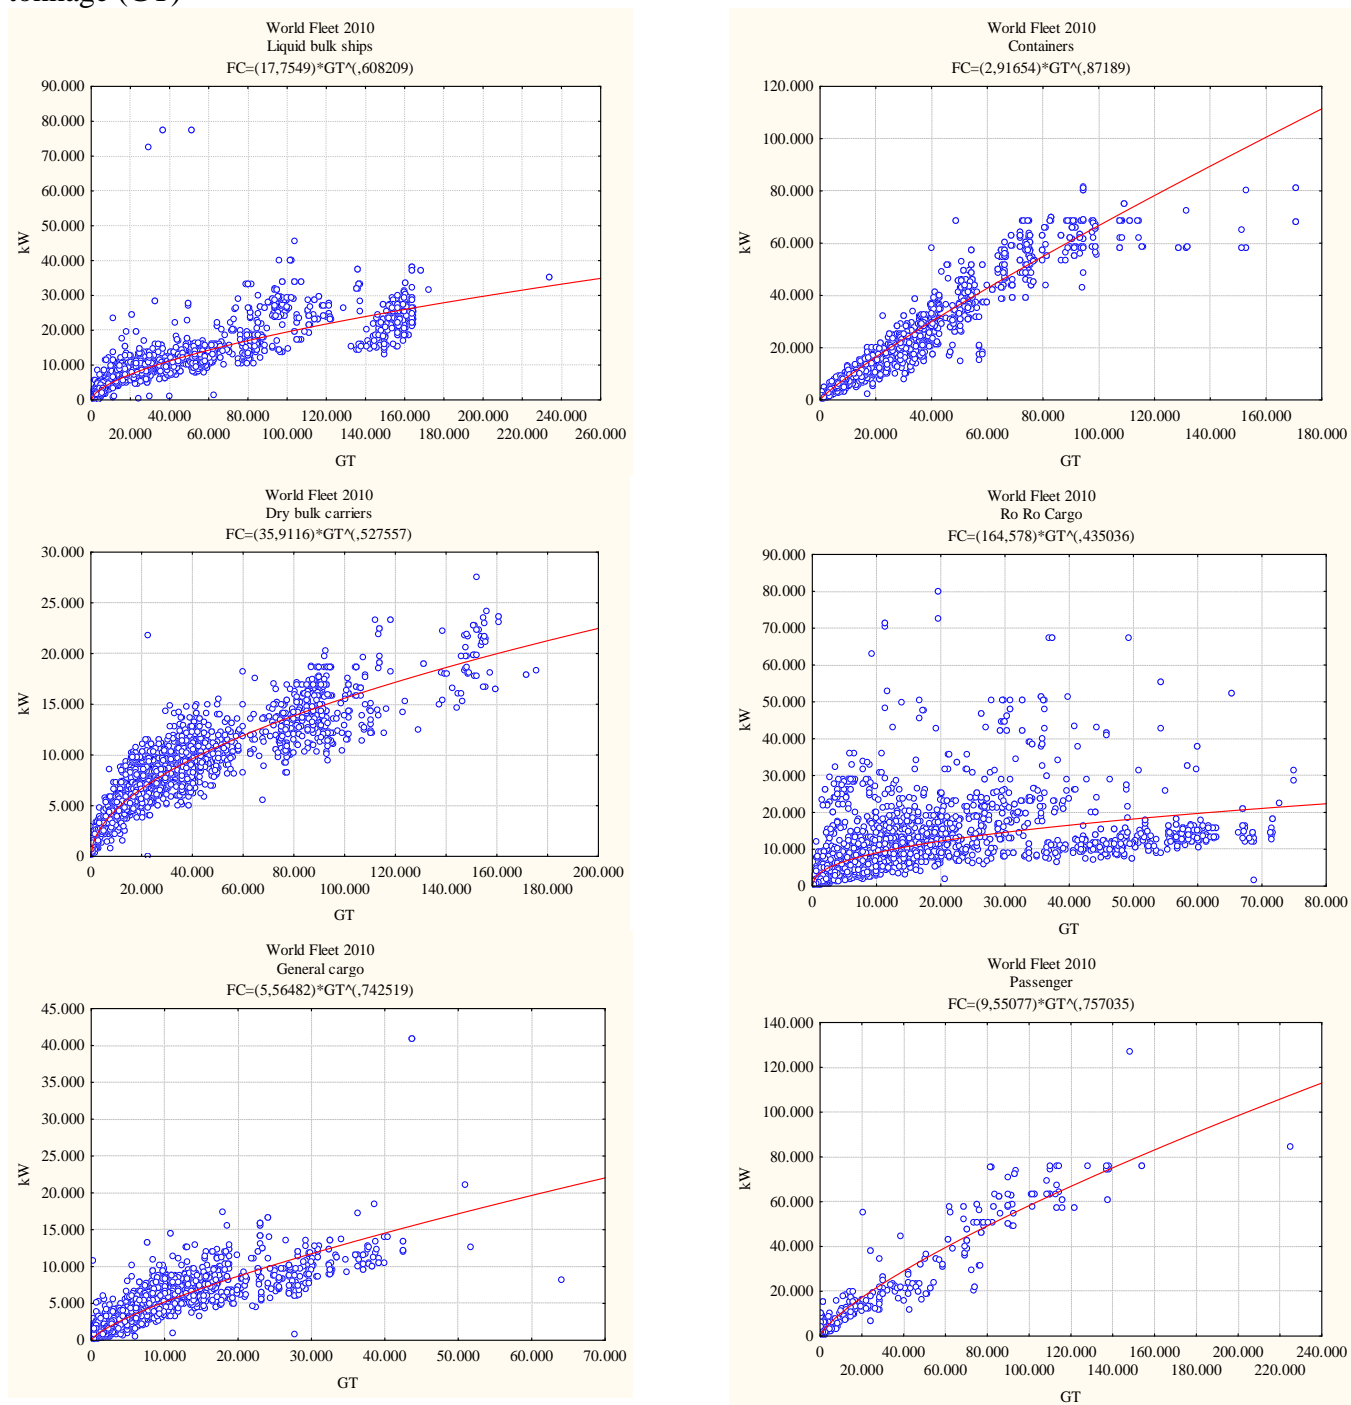 tonnage (GT)
World Fleet 2010
Liquid bulk ships
FC=(17,7549)*GT^(,608209)
90.000
80.000
70.000
60.000
50.000
40.000
30.000
20.000
10.000
0
kW
0 40.000 80.000 120.000 160.000 200.000 240.000
20.000 60.000 100.000 140.000 180.000 220.000 260.000
GT
World Fleet 2010
Containers
FC=(2,91654)*GT^(,87189)
120.000
100.000
80.000
60.000
40.000
20.000
0
kW
0 40.000 80.000 120.000 160.000
20.000 60.000 100.000 140.000 180.000
GT
World Fleet 2010
Dry bulk carriers
FC=(35,9116)*GT^(,527557)
30.000
25.000
20.000
15.000
10.000
5.000
0
kW
0 40.000 80.000 120.000 160.000 200.000
20.000 60.000 100.000 140.000 180.000
GT
World Fleet 2010
Ro Ro Cargo
FC=(164,578)*GT^(,435036)
90.000
80.000
70.000
60.000
50.000
40.000
30.000
20.000
10.000
0
kW
0 10.000 20.000 30.000 40.000 50.000 60.000 70.000 80.000
GT
World Fleet 2010
General cargo
FC=(5,56482)*GT^(,742519)
45.000
40.000
35.000
30.000
25.000
20.000
15.000
10.000
5.000
0
kW
0 10.000 20.000 30.000 40.000 50.000 60.000 70.000
GT
World Fleet 2010
Passenger
FC=(9,55077)*GT^(,757035)
140.000
120.000
100.000
80.000
60.000
40.000
20.000
0
kW
0 40.000 80.000 120.000 160.000 200.000 240.000
20.000 60.000 100.000 140.000 180.000 220.000
GT